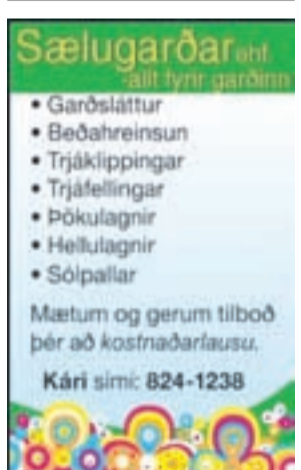 Sælugarðar ehf.
-allt fyrir garðinn
• Garðsláttur
• Beðahreinsun
• Trjáklippingar
• Trjáfellingar
• Þökulagnir
• Hellulagnir
• Sólpallar
Mætum og gerum tilboð
þér að kostnaðarlausu.
Kári sími: 824-1238